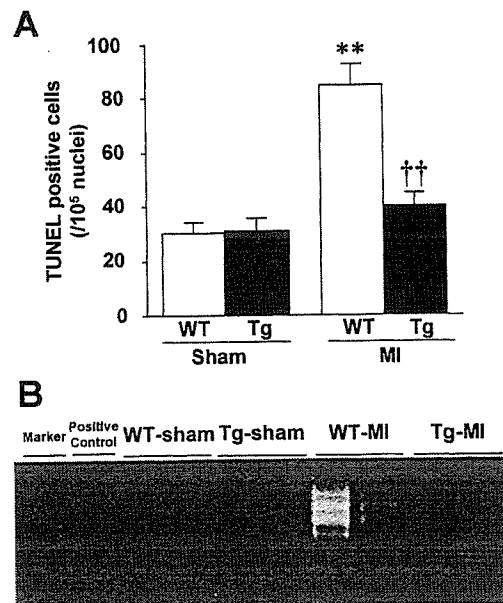 A
TUNEL positive cells
(/10⁵ nuclei)
100
80
60
40
20
0
**
††
WT
Tg
WT
Tg
Sham
MI
B
Marker
Positive
Control
WT-sham
Tg-sham
WT-MI
Tg-MI